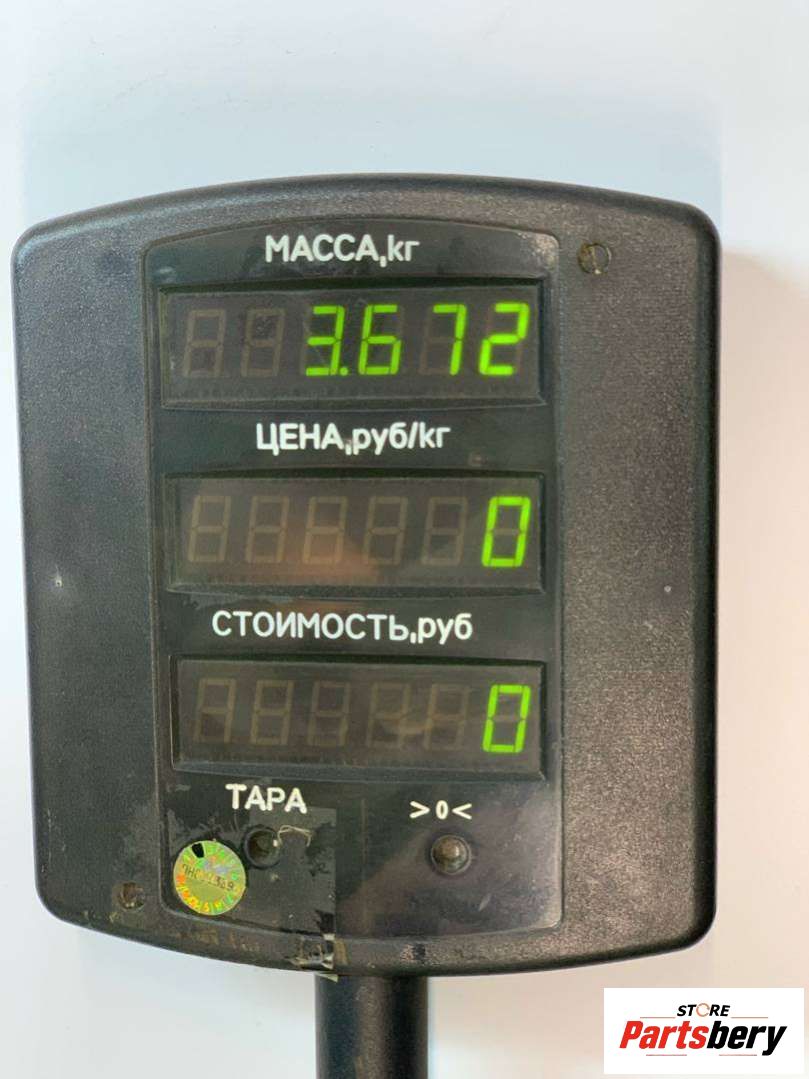 МАССА,кг
3.672
ЦЕНА,руб/кг
0
СТОИМОСТЬ,руб
0
ТАРА
>0<
STORE
Partsbery